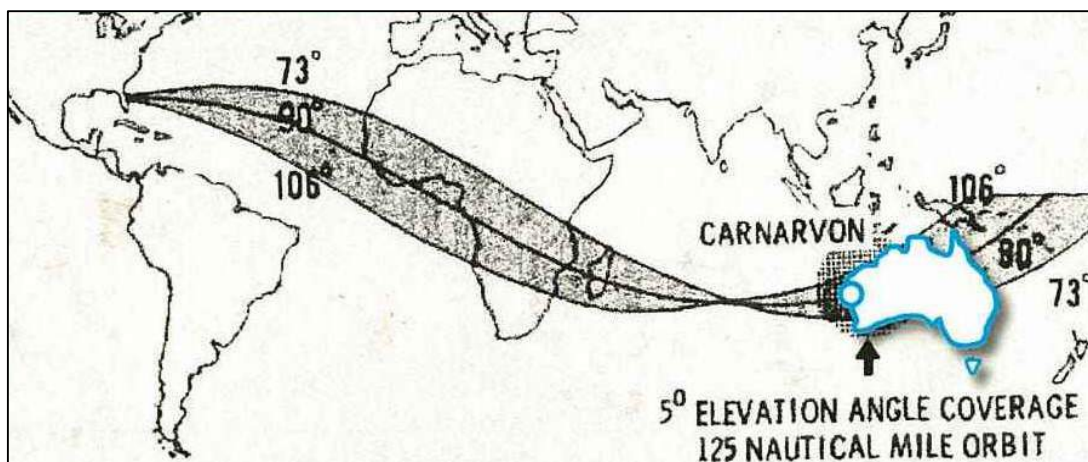 73°
90°
106°
106°
CARNARVON
90°
73°
5° ELEVATION ANGLE COVERAGE
125 NAUTICAL MILE ORBIT